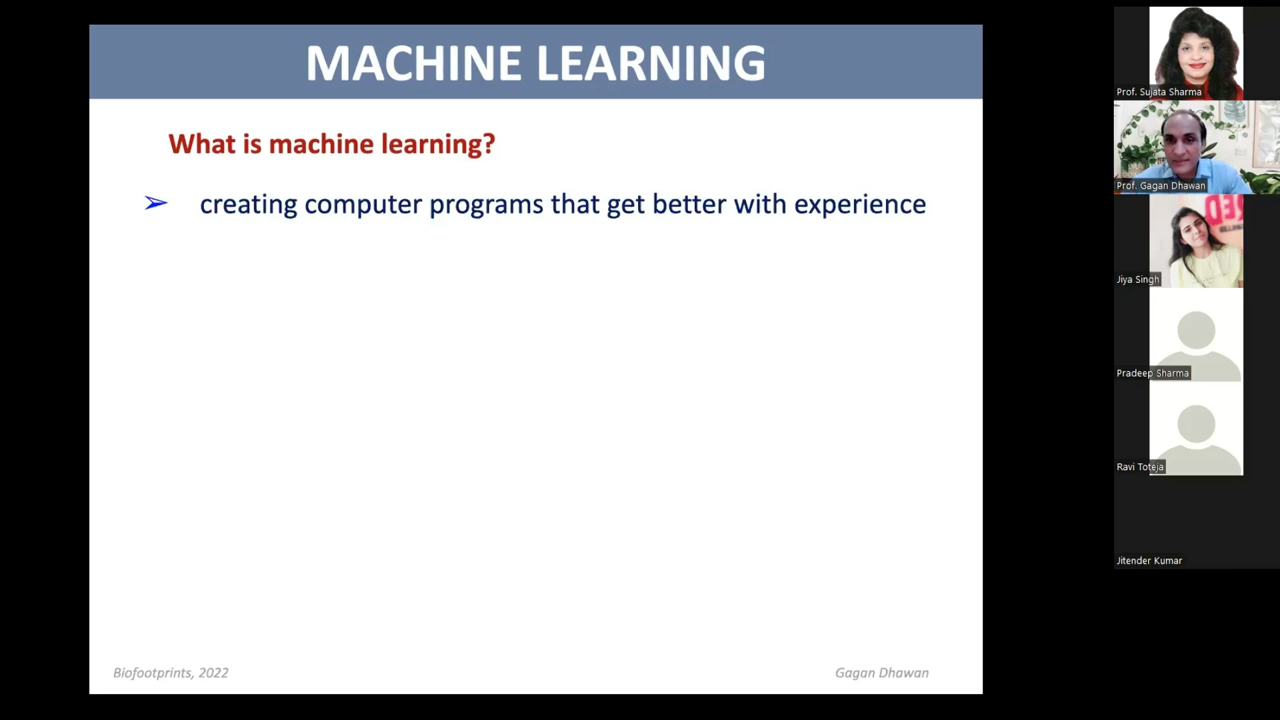 MACHINE LEARNING
What is machine learning?
➢ creating computer programs that get better with experience
Biofootprints, 2022
Gagan Dhawan
Prof. Sujata Sharma
Prof. Gagan Dhawan
Jiya Singh
Pradeep Sharma
Ravi Toteja
Jitender Kumar